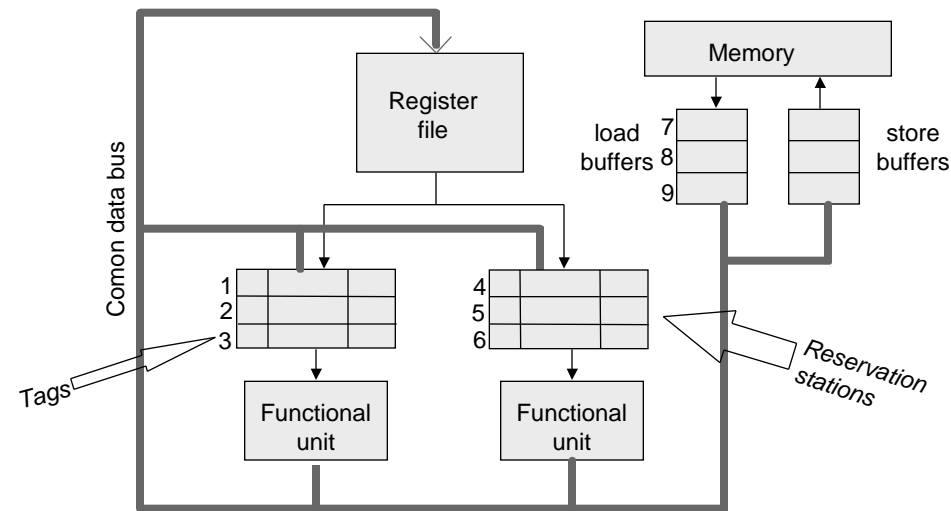 Memory
Register
file
load
buffers
7
8
9
store
buffers
Comon data bus
1
2
3
4
5
6
Tags
Reservation
stations
Functional
unit
Functional
unit